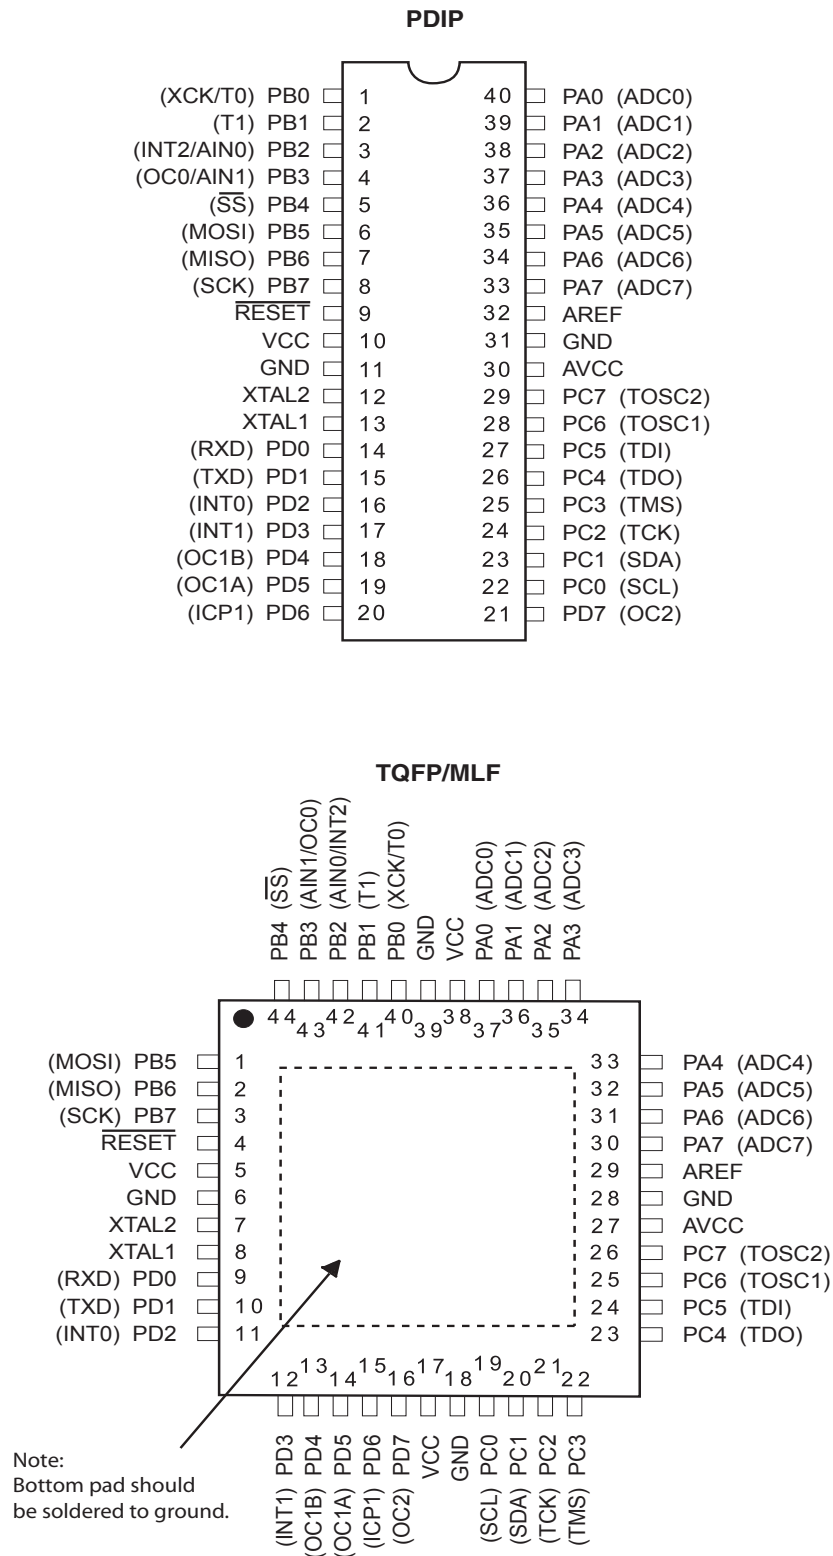 PDIP
(XCK/T0) PB0 1 40 PA0 (ADC0)
(T1) PB1 2 39 PA1 (ADC1)
(INT2/AIN0) PB2 3 38 PA2 (ADC2)
(OC0/AIN1) PB3 4 37 PA3 (ADC3)
(SS) PB4 5 36 PA4 (ADC4)
(MOSI) PB5 6 35 PA5 (ADC5)
(MISO) PB6 7 34 PA6 (ADC6)
(SCK) PB7 8 33 PA7 (ADC7)
RESET 9 32 AREF
VCC 10 31 GND
GND 11 30 AVCC
XTAL2 12 29 PC7 (TOSC2)
XTAL1 13 28 PC6 (TOSC1)
(RXD) PD0 14 27 PC5 (TDI)
(TXD) PD1 15 26 PC4 (TDO)
(INT0) PD2 16 25 PC3 (TMS)
(INT1) PD3 17 24 PC2 (TCK)
(OC1B) PD4 18 23 PC1 (SDA)
(OC1A) PD5 19 22 PC0 (SCL)
(ICP1) PD6 20 21 PD7 (OC2)
TQFP/MLF
PB4 (SS)
PB3 (AIN1/OC0)
PB2 (AIN0/INT2)
PB1 (T1)
PB0 (XCK/T0)
GND
VCC
PA0 (ADC0)
PA1 (ADC1)
PA2 (ADC2)
PA3 (ADC3)
44 43 42 41 40 39 38 37 36 35 34
(MOSI) PB5 1 33 PA4 (ADC4)
(MISO) PB6 2 32 PA5 (ADC5)
(SCK) PB7 3 31 PA6 (ADC6)
RESET 4 30 PA7 (ADC7)
VCC 5 29 AREF
GND 6 28 GND
XTAL2 7 27 AVCC
XTAL1 8 26 PC7 (TOSC2)
(RXD) PD0 9 25 PC6 (TOSC1)
(TXD) PD1 10 24 PC5 (TDI)
(INT0) PD2 11 23 PC4 (TDO)
12 13 14 15 16 17 18 19 20 21 22
(INT1) PD3
(OC1B) PD4
(OC1A) PD5
(ICP1) PD6
(OC2) PD7
VCC
GND
(SCL) PC0
(SDA) PC1
(TCK) PC2
(TMS) PC3
Note:
Bottom pad should
be soldered to ground.